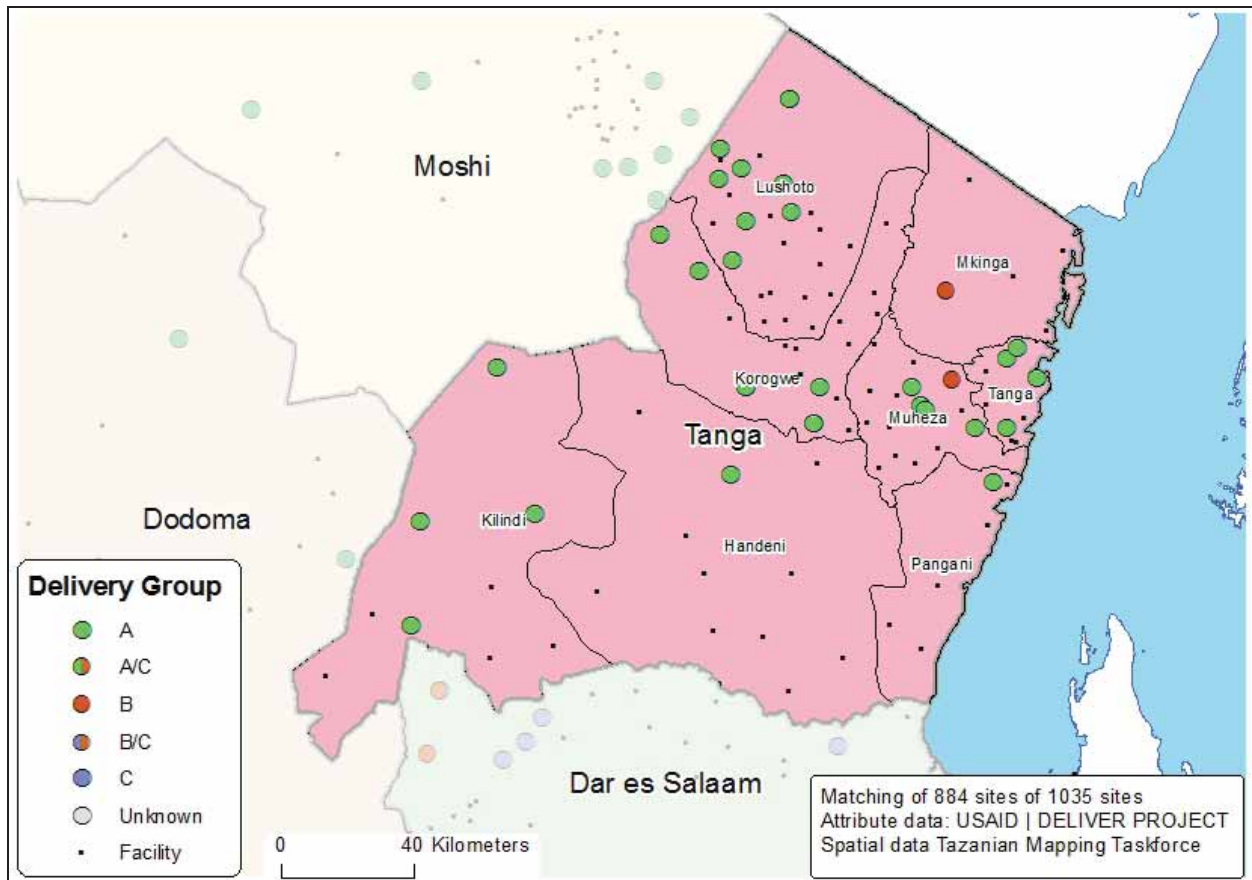 Moshi
Lushoto
Mkinga
Korogwe
Tanga
Muheza
Tanga
Dodoma
Kilindi
Handeni
Pangani
Dar es Salaam
Delivery Group
A
A/C
B
B/C
C
Unknown
Facility
0 40 Kilometers
Matching of 884 sites of 1035 sites
Attribute data: USAID | DELIVER PROJECT
Spatial data Tazanian Mapping Taskforce